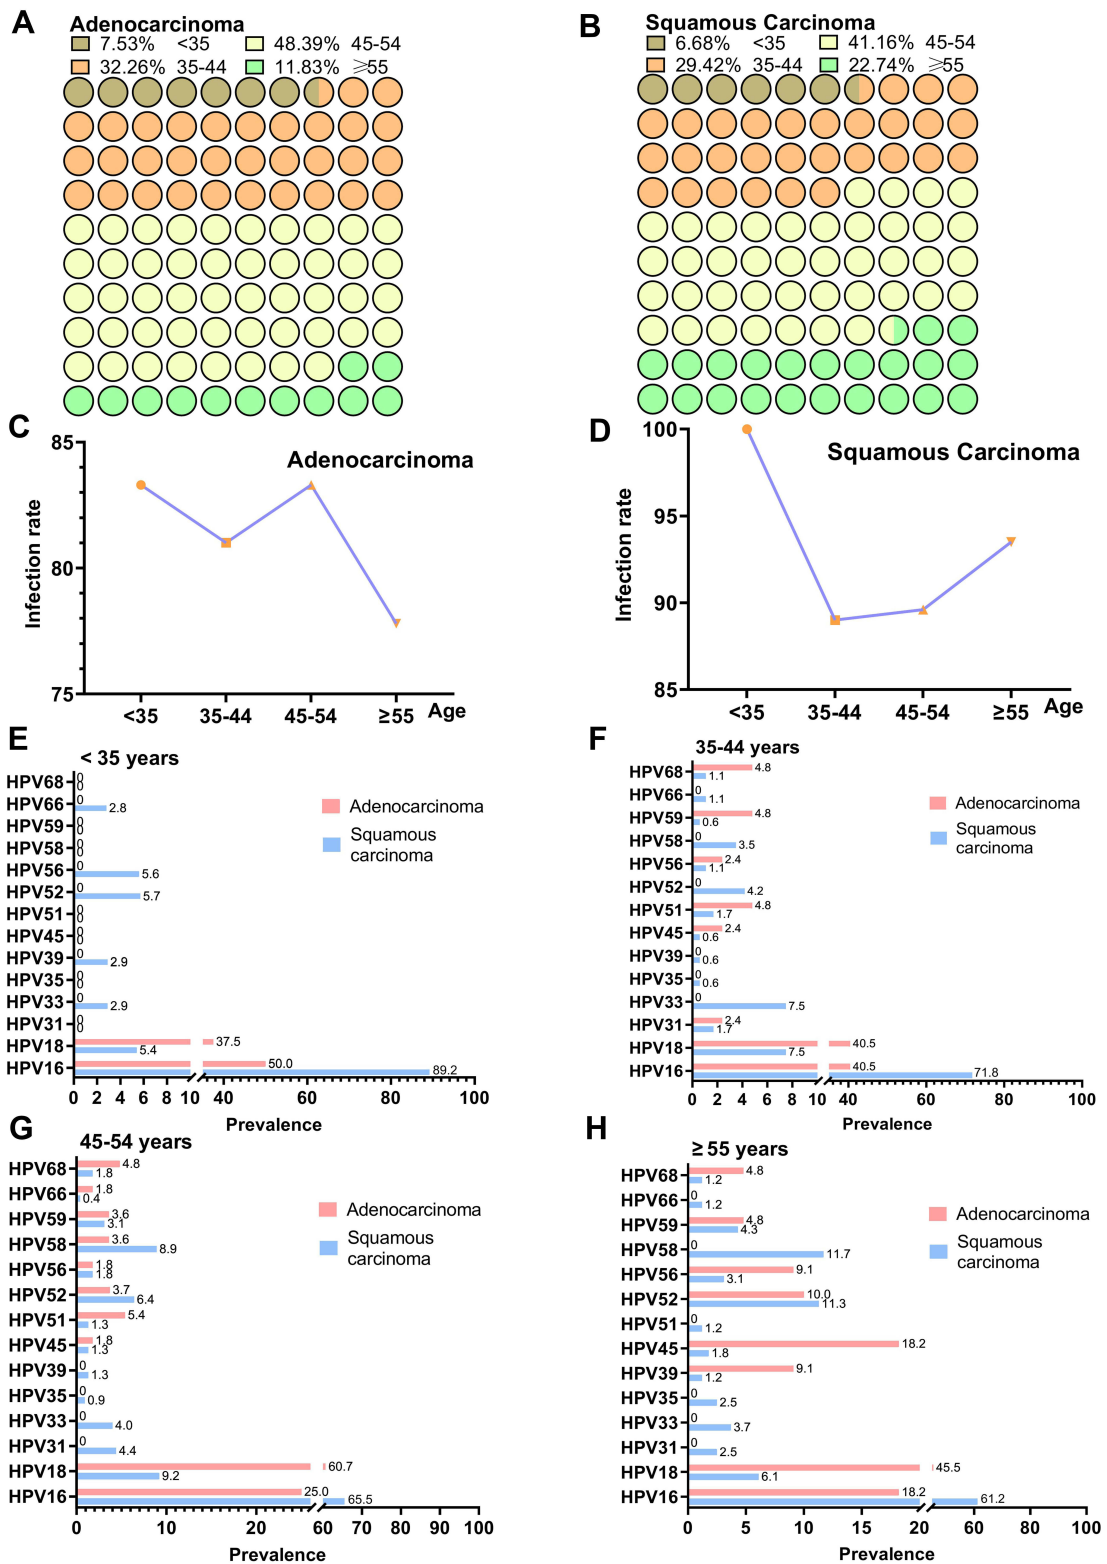 A
Adenocarcinoma
7.53% <35 48.39% 45-54
32.26% 35-44 11.83% ≥55
B
Squamous Carcinoma
6.68% <35 41.16% 45-54
29.42% 35-44 22.74% ≥55
C
Adenocarcinoma
Infection rate
85
80
75
<35 35-44 45-54 ≥55 Age
D
Squamous Carcinoma
Infection rate
100
95
90
85
<35 35-44 45-54 ≥55 Age
E
< 35 years
Adenocarcinoma
Squamous
carcinoma
HPV68 0 0
HPV66 0 2.8
HPV59 0 0
HPV58 0 0
HPV56 0 5.6
HPV52 0 5.7
HPV51 0 0
HPV45 0 0
HPV39 0 2.9
HPV35 0 0
HPV33 0 2.9
HPV31 0 0
HPV18 37.5 5.4
HPV16 50.0 89.2
0 2 4 6 8 10 40 60 80 100
Prevalence
F
35-44 years
Adenocarcinoma
Squamous
carcinoma
HPV68 4.8 1.1
HPV66 0 1.1
HPV59 4.8 0.6
HPV58 0 3.5
HPV56 2.4 1.1
HPV52 0 4.2
HPV51 4.8 1.7
HPV45 2.4 0.6
HPV39 0 0.6
HPV35 0 0.6
HPV33 0 7.5
HPV31 2.4 1.7
HPV18 40.5 7.5
HPV16 40.5 71.8
0 2 4 6 8 10 40 60 80 100
Prevalence
G
45-54 years
Adenocarcinoma
Squamous
carcinoma
HPV68 4.8 1.8
HPV66 1.8 0.4
HPV59 3.6 3.1
HPV58 3.6 8.9
HPV56 1.8 1.8
HPV52 3.7 6.4
HPV51 5.4 1.3
HPV45 1.8 1.3
HPV39 0 1.3
HPV35 0 0.9
HPV33 0 4.0
HPV31 0 4.4
HPV18 60.7 9.2
HPV16 25.0 65.5
0 10 20 60 70 80 90 100
Prevalence
H
≥ 55 years
Adenocarcinoma
Squamous
carcinoma
HPV68 4.8 1.2
HPV66 0 1.2
HPV59 4.8 4.3
HPV58 0 11.7
HPV56 9.1 3.1
HPV52 10.0 11.3
HPV51 0 1.2
HPV45 18.2 1.8
HPV39 9.1 1.2
HPV35 0 2.5
HPV33 0 3.7
HPV31 0 2.5
HPV18 45.5 6.1
HPV16 18.2 61.2
0 5 10 15 20 60 80 100
Prevalence